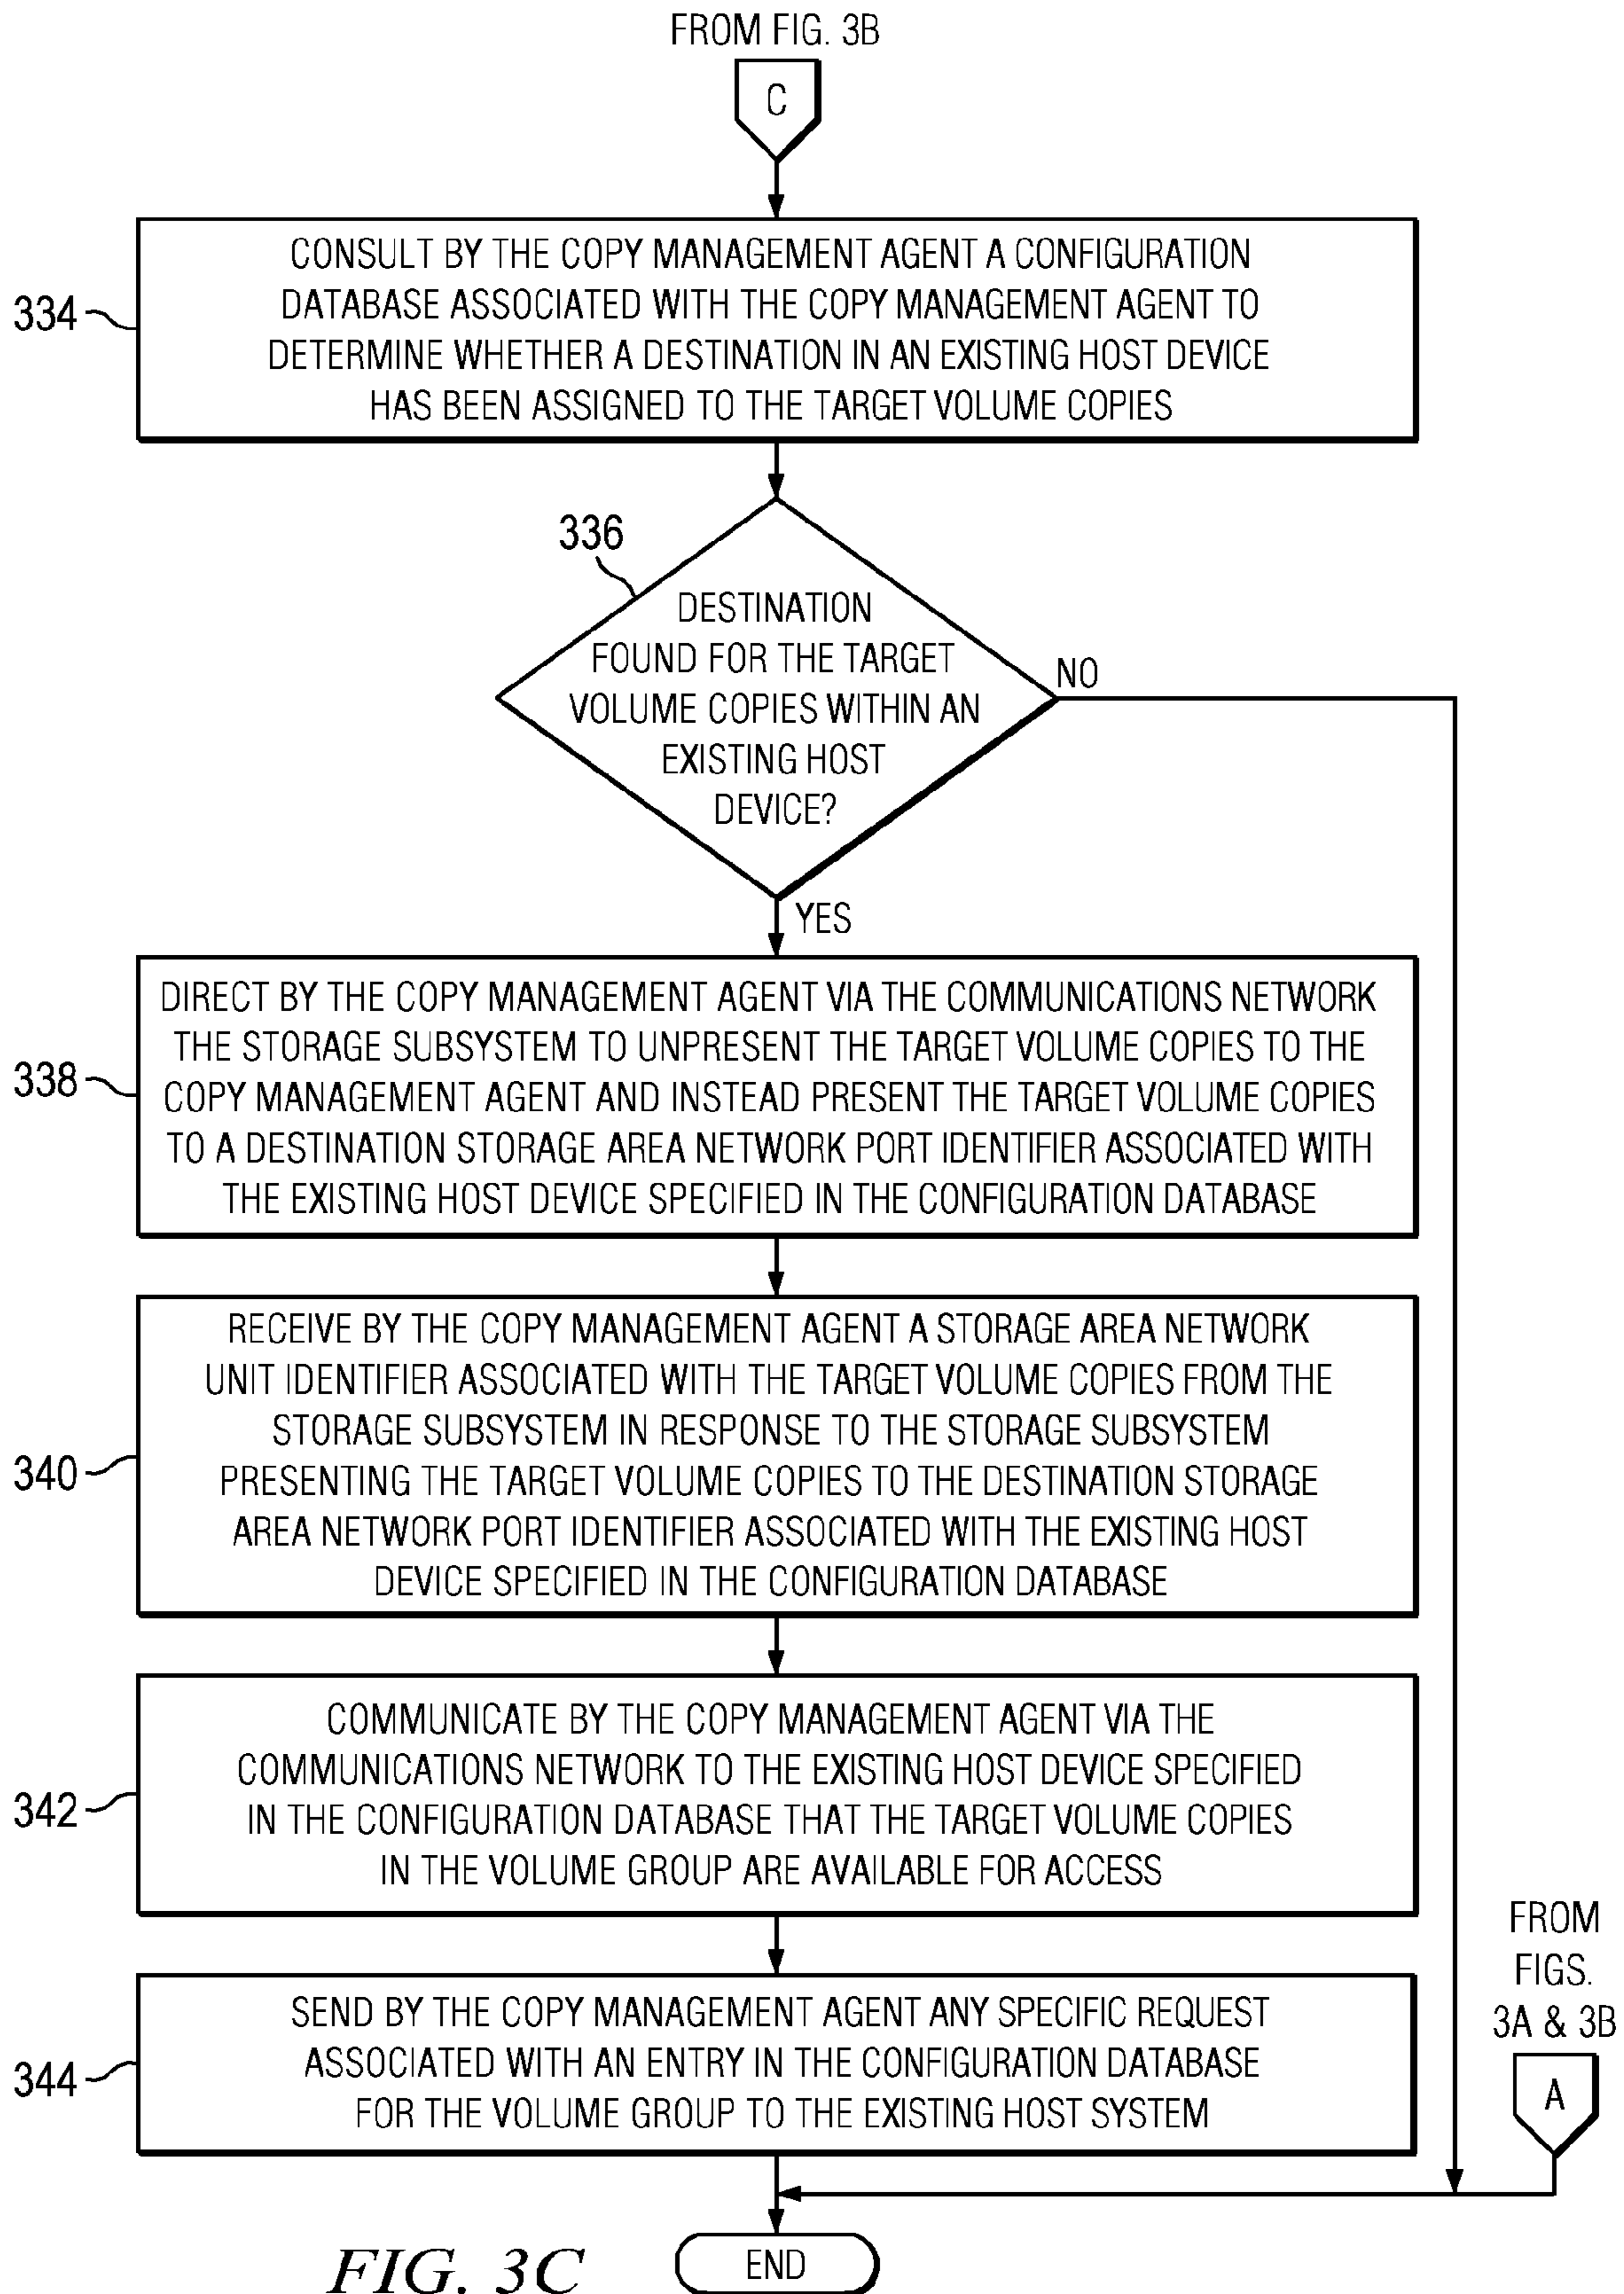 FROM FIG. 3B
C
334
CONSULT BY THE COPY MANAGEMENT AGENT A CONFIGURATION
DATABASE ASSOCIATED WITH THE COPY MANAGEMENT AGENT TO
DETERMINE WHETHER A DESTINATION IN AN EXISTING HOST DEVICE
HAS BEEN ASSIGNED TO THE TARGET VOLUME COPIES
336
DESTINATION
FOUND FOR THE TARGET
VOLUME COPIES WITHIN AN
EXISTING HOST
DEVICE?
NO
YES
338
DIRECT BY THE COPY MANAGEMENT AGENT VIA THE COMMUNICATIONS NETWORK
THE STORAGE SUBSYSTEM TO UNPRESENT THE TARGET VOLUME COPIES TO THE
COPY MANAGEMENT AGENT AND INSTEAD PRESENT THE TARGET VOLUME COPIES
TO A DESTINATION STORAGE AREA NETWORK PORT IDENTIFIER ASSOCIATED WITH
THE EXISTING HOST DEVICE SPECIFIED IN THE CONFIGURATION DATABASE
340
RECEIVE BY THE COPY MANAGEMENT AGENT A STORAGE AREA NETWORK
UNIT IDENTIFIER ASSOCIATED WITH THE TARGET VOLUME COPIES FROM THE
STORAGE SUBSYSTEM IN RESPONSE TO THE STORAGE SUBSYSTEM
PRESENTING THE TARGET VOLUME COPIES TO THE DESTINATION STORAGE
AREA NETWORK PORT IDENTIFIER ASSOCIATED WITH THE EXISTING HOST
DEVICE SPECIFIED IN THE CONFIGURATION DATABASE
342
COMMUNICATE BY THE COPY MANAGEMENT AGENT VIA THE
COMMUNICATIONS NETWORK TO THE EXISTING HOST DEVICE SPECIFIED
IN THE CONFIGURATION DATABASE THAT THE TARGET VOLUME COPIES
IN THE VOLUME GROUP ARE AVAILABLE FOR ACCESS
344
SEND BY THE COPY MANAGEMENT AGENT ANY SPECIFIC REQUEST
ASSOCIATED WITH AN ENTRY IN THE CONFIGURATION DATABASE
FOR THE VOLUME GROUP TO THE EXISTING HOST SYSTEM
FROM
FIGS.
3A & 3B
A
END
FIG. 3C